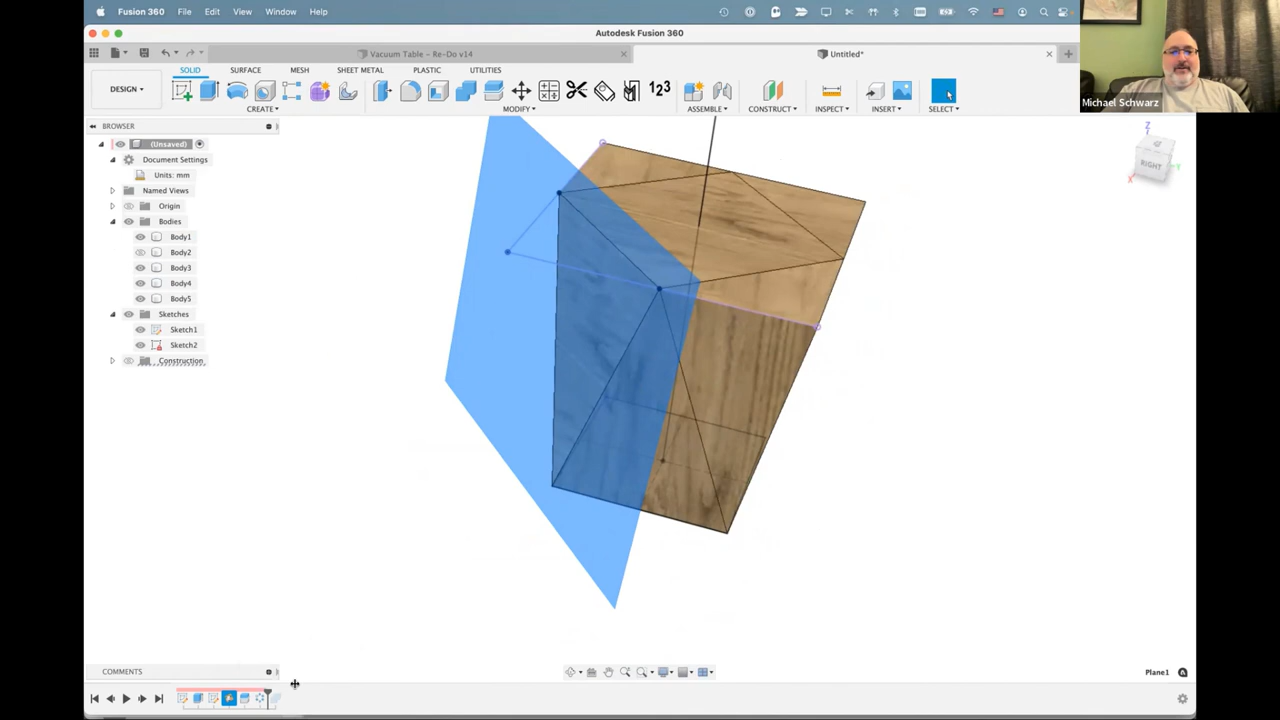 Fusion 360 File Edit View Window Help
Autodesk Fusion 360
Vacuum Table – Re-Do v14
Untitled*
SOLID SURFACE MESH SHEET METAL PLASTIC UTILITIES
DESIGN
123
CREATE MODIFY ASSEMBLE CONSTRUCT INSPECT INSERT SELECT
Michael Schwarz
BROWSER
(Unsaved)
Document Settings
Units: mm
Named Views
Origin
Bodies
Body1
Body2
Body3
Body4
Body5
Sketches
Sketch1
Sketch2
Construction
Z
RIGHT
Y
X
COMMENTS
Plane1